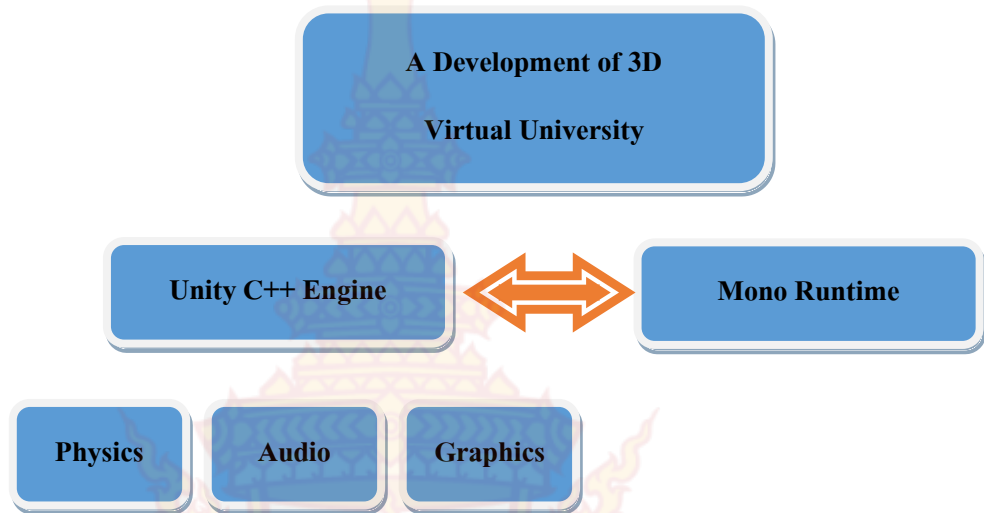 A Development of 3D
Virtual University
Unity C++ Engine
Mono Runtime
Physics
Audio
Graphics